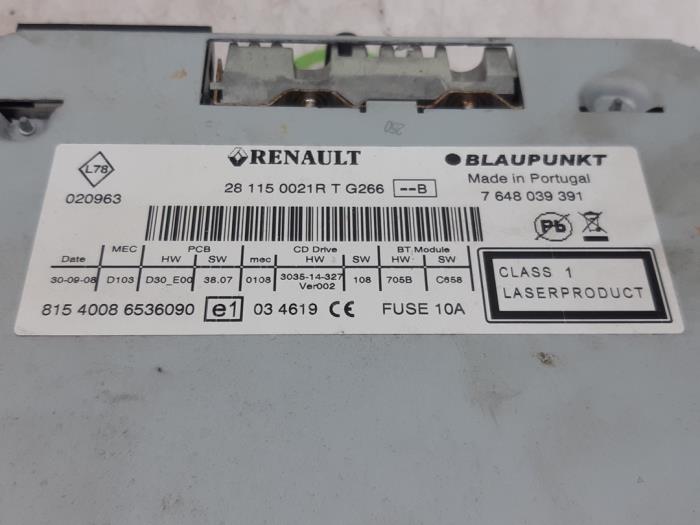 250
L78
020963
RENAULT
28 115 0021R T G266 --B
BLAUPUNKT
Made in Portugal
7 648 039 391
Pb
MEC PCB CD Drive BT Module
Date HW SW mec HW SW HW SW
30-09-08 D103 D30_E00 38.07 0108 3035-14-327 Ver002 108 705B C658
CLASS 1
LASERPRODUCT
815 4008 6536090 e1 03 4619 CE FUSE 10A